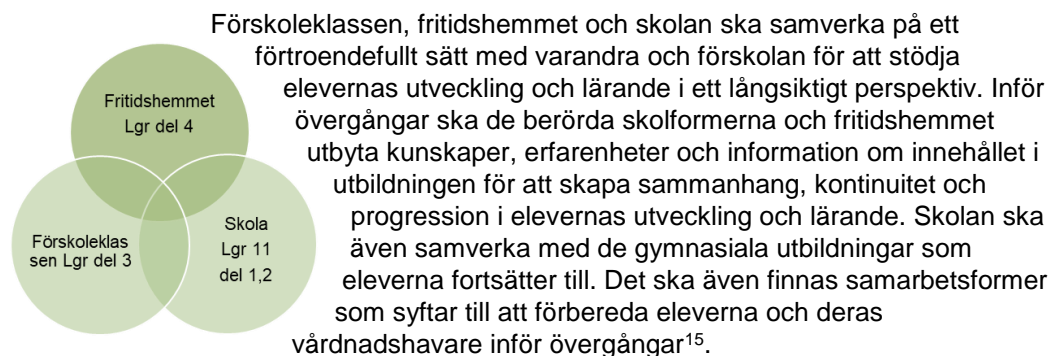 Förskoleklassen, fritidshemmet och skolan ska samverka på ett
förtroendefullt sätt med varandra och förskolan för att stödja
elevernas utveckling och lärande i ett långsiktigt perspektiv. Inför
övergångar ska de berörda skolformerna och fritidshemmet
utbyta kunskaper, erfarenheter och information om innehållet i
utbildningen för att skapa sammanhang, kontinuitet och
progression i elevernas utveckling och lärande. Skolan ska
även samverka med de gymnasiala utbildningar som
eleverna fortsätter till. Det ska även finnas samarbetsformer
som syftar till att förbereda eleverna och deras
vårdnadshavare inför övergångar¹⁵.
Fritidshemmet
Lgr del 4
Förskoleklas
sen Lgr del 3
Skola
Lgr 11
del 1,2